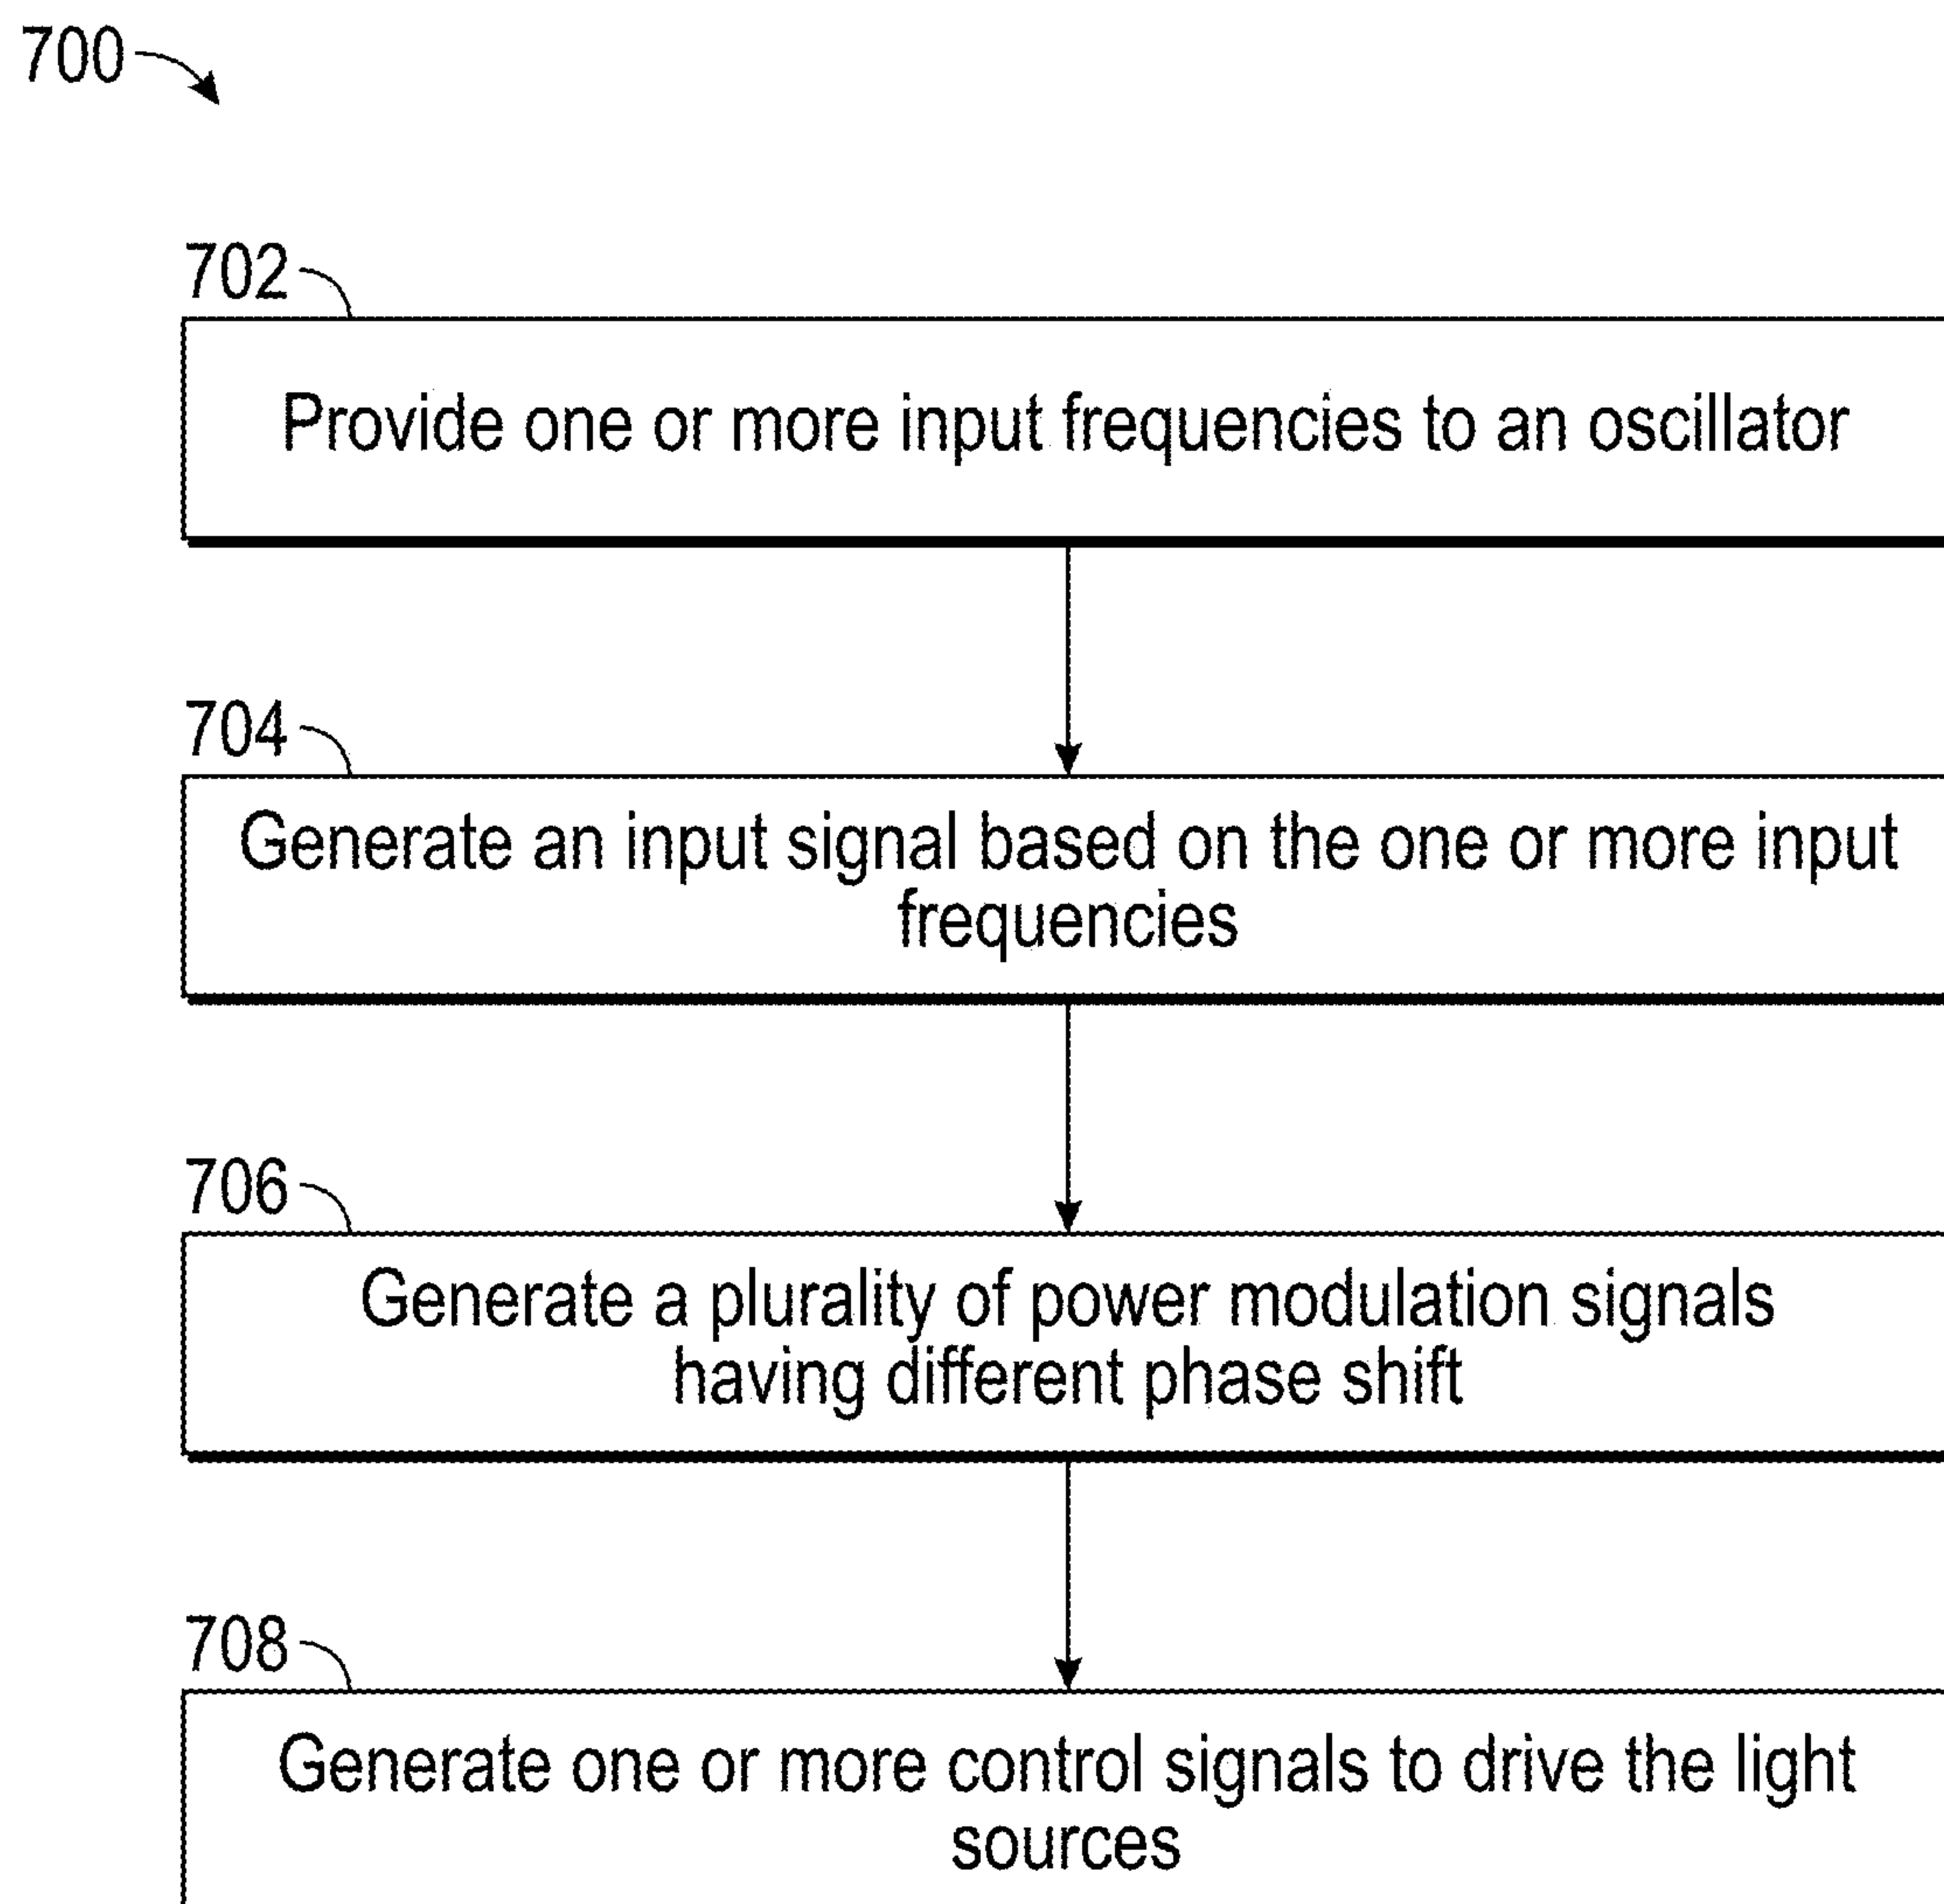 700
702
Provide one or more input frequencies to an oscillator
704
Generate an input signal based on the one or more input
frequencies
706
Generate a plurality of power modulation signals
having different phase shift
708
Generate one or more control signals to drive the light
sources